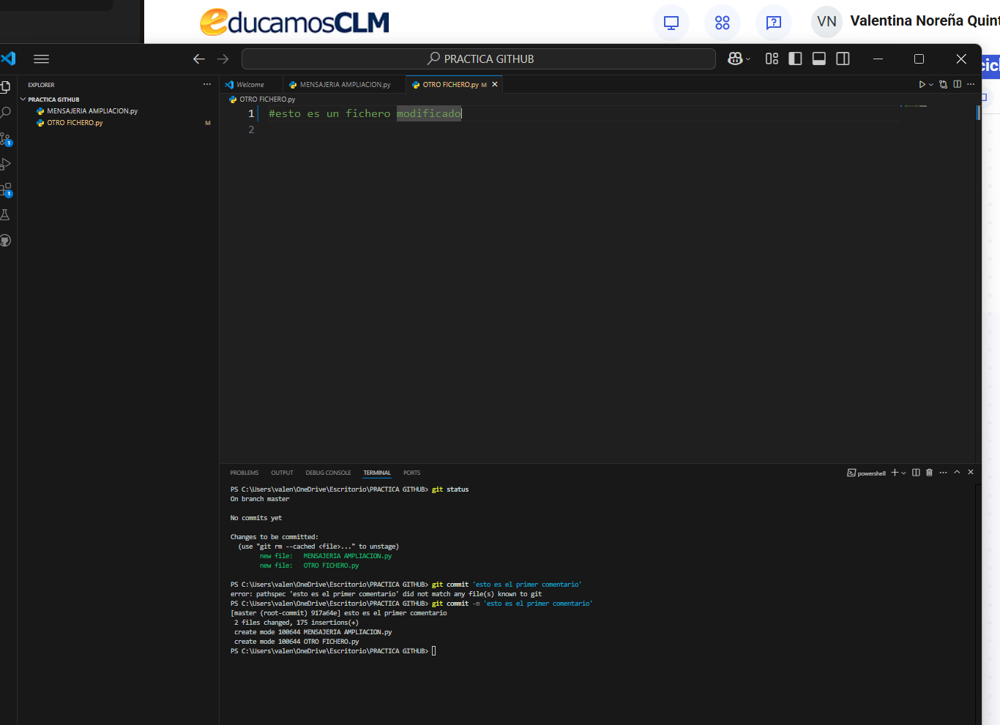 educamosCLM
VN Valentina Noreña Quint
PRACTICA GITHUB
EXPLORER
PRACTICA GITHUB
MENSAJERIA AMPLIACION.py
OTRO FICHERO.py M
1
1
Welcome
MENSAJERIA AMPLIACION.py
OTRO FICHERO.py M
OTRO FICHERO.py
1 #esto es un fichero modificado
2
PROBLEMS OUTPUT DEBUG CONSOLE TERMINAL PORTS
powershell
PS C:\Users\valen\OneDrive\Escritorio\PRACTICA GITHUB> git status
On branch master
No commits yet
Changes to be committed:
(use "git rm --cached <file>..." to unstage)
new file: MENSAJERIA AMPLIACION.py
new file: OTRO FICHERO.py
PS C:\Users\valen\OneDrive\Escritorio\PRACTICA GITHUB> git commit 'esto es el primer comentario'
error: pathspec 'esto es el primer comentario' did not match any file(s) known to git
PS C:\Users\valen\OneDrive\Escritorio\PRACTICA GITHUB> git commit -m 'esto es el primer comentario'
[master (root-commit) 917a64e] esto es el primer comentario
2 files changed, 175 insertions(+)
create mode 100644 MENSAJERIA AMPLIACION.py
create mode 100644 OTRO FICHERO.py
PS C:\Users\valen\OneDrive\Escritorio\PRACTICA GITHUB>